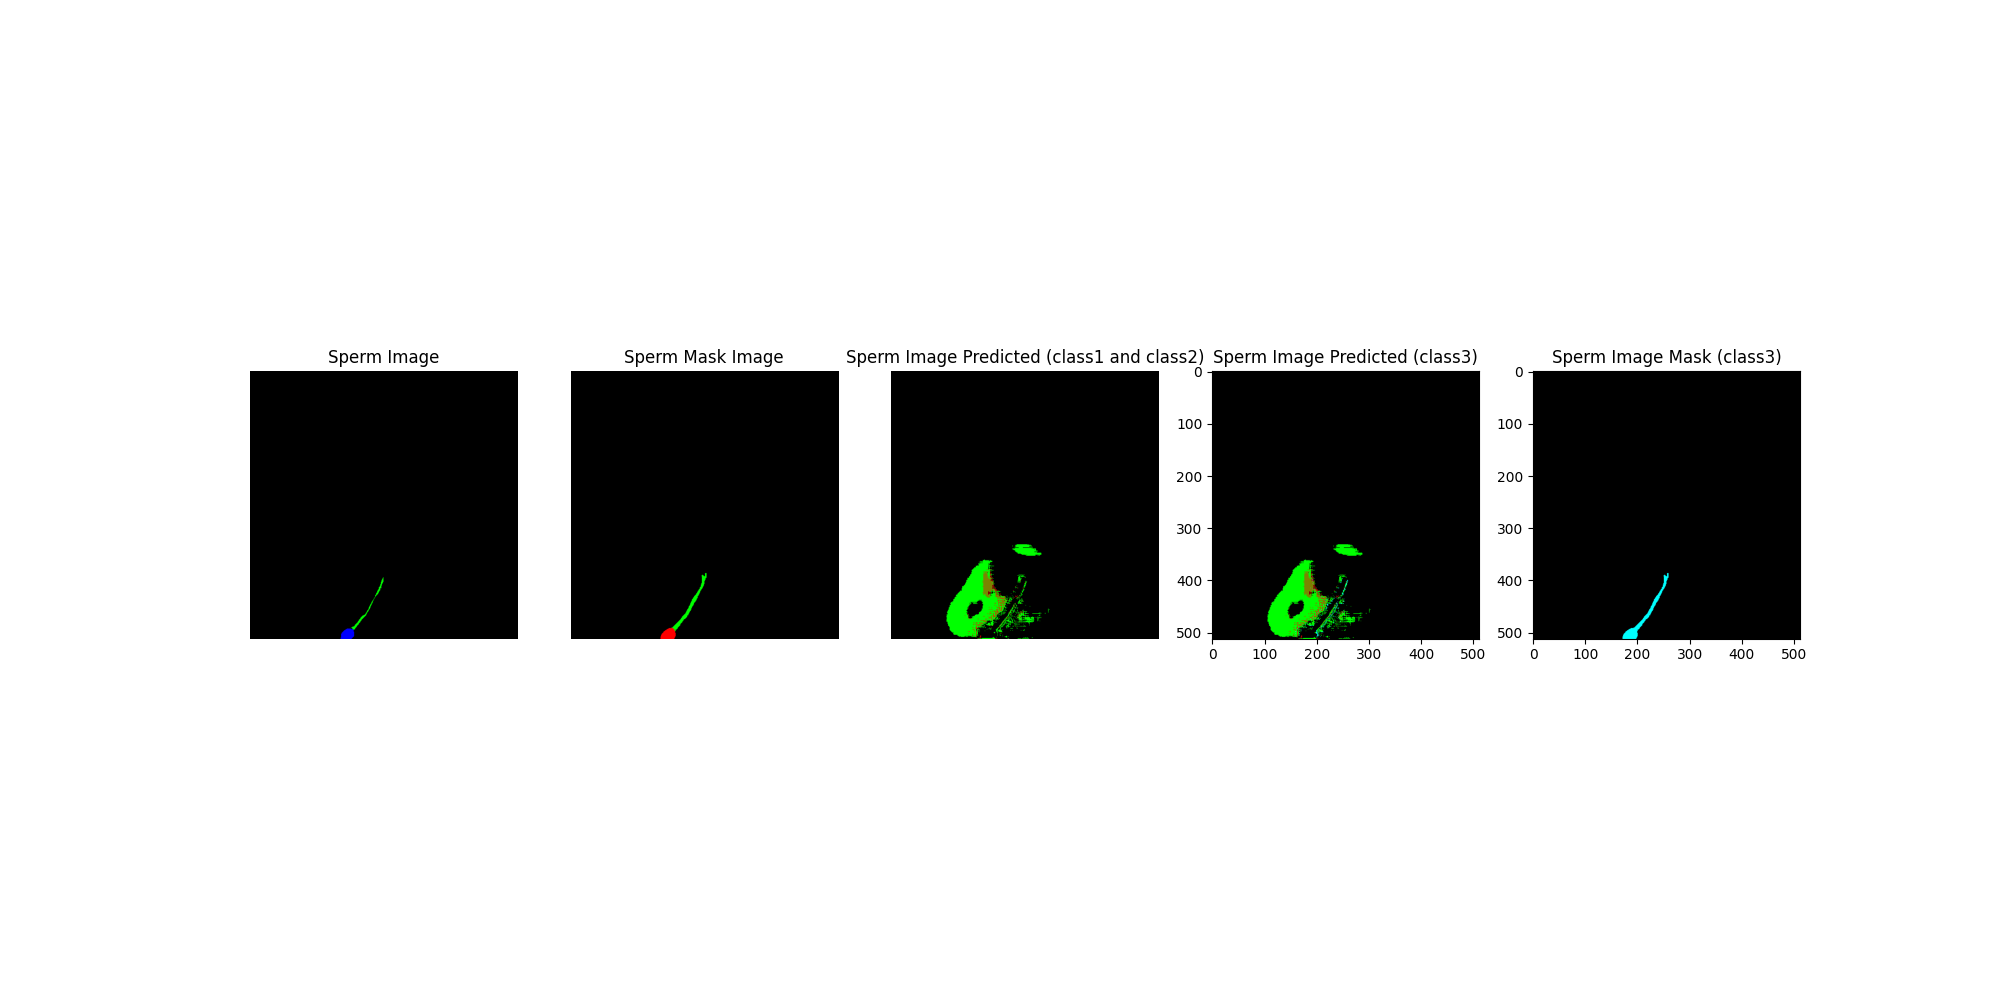 Sperm Image
Sperm Mask Image
Sperm Image Predicted (class1 and class2)
Sperm Image Predicted (class3)
Sperm Image Mask (class3)
0
100
200
300
400
500
0 100 200 300 400 500
0
100
200
300
400
500
0 100 200 300 400 500